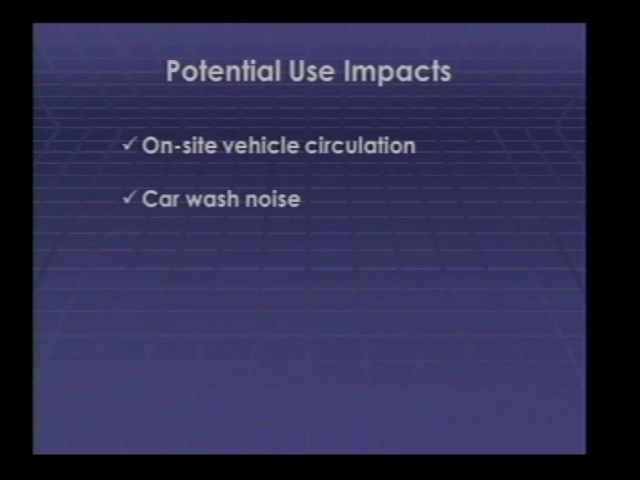 Potential Use Impacts
✓ On-site vehicle circulation
✓ Car wash noise